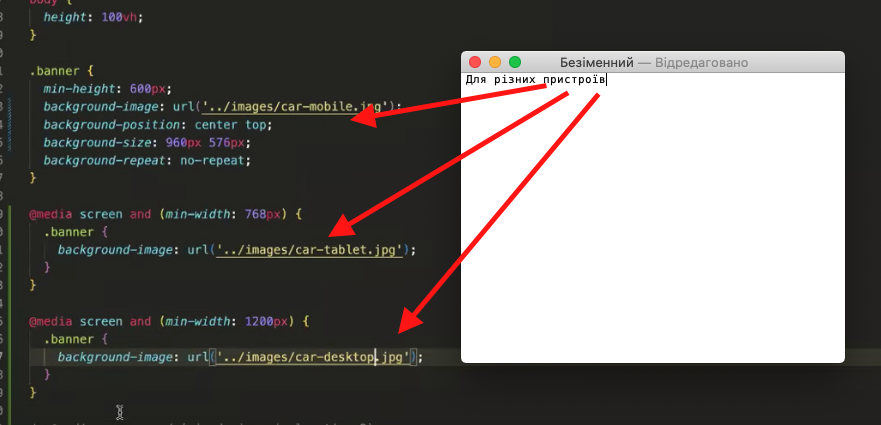 body {
height: 100vh;
}
.banner {
min-height: 600px;
background-image: url('../images/car-mobile.jpg');
background-position: center top;
background-size: 960px 576px;
background-repeat: no-repeat;
}
@media screen and (min-width: 768px) {
.banner {
background-image: url('../images/car-tablet.jpg');
}
}
@media screen and (min-width: 1200px) {
.banner {
background-image: url('../images/car-desktop.jpg');
}
}
Безіменний — Відредаговано
Для різних пристроїв